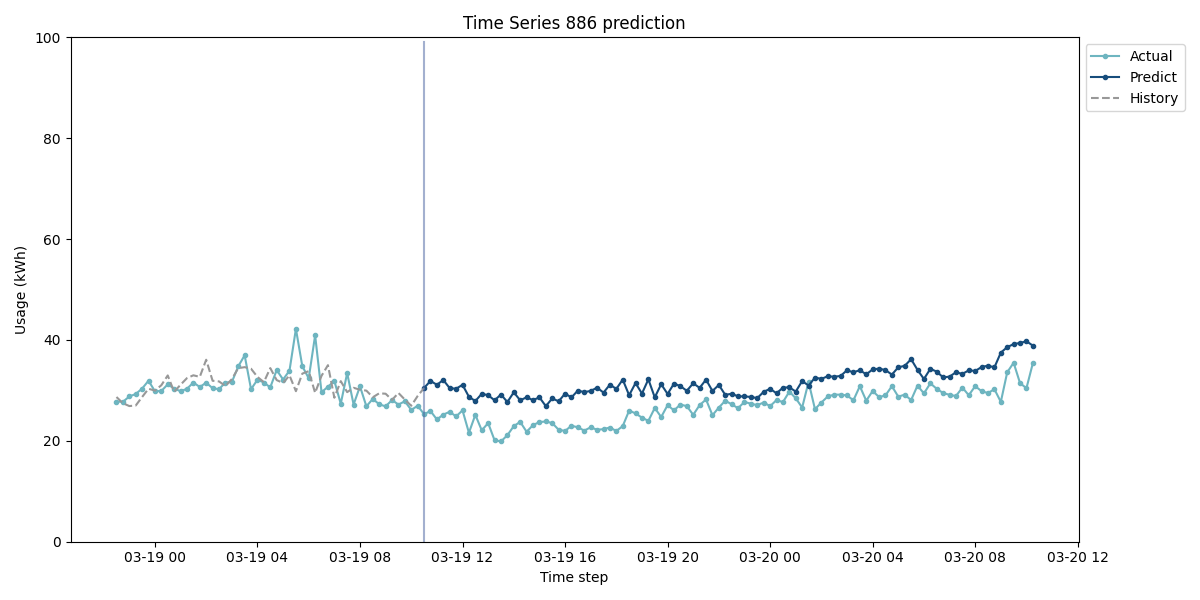 Time Series 886 prediction
Usage (kWh)
100
80
60
40
20
0
Actual
Predict
History
03-19 00
03-19 04
03-19 08
03-19 12
03-19 16
03-19 20
03-20 00
03-20 04
03-20 08
03-20 12
Time step